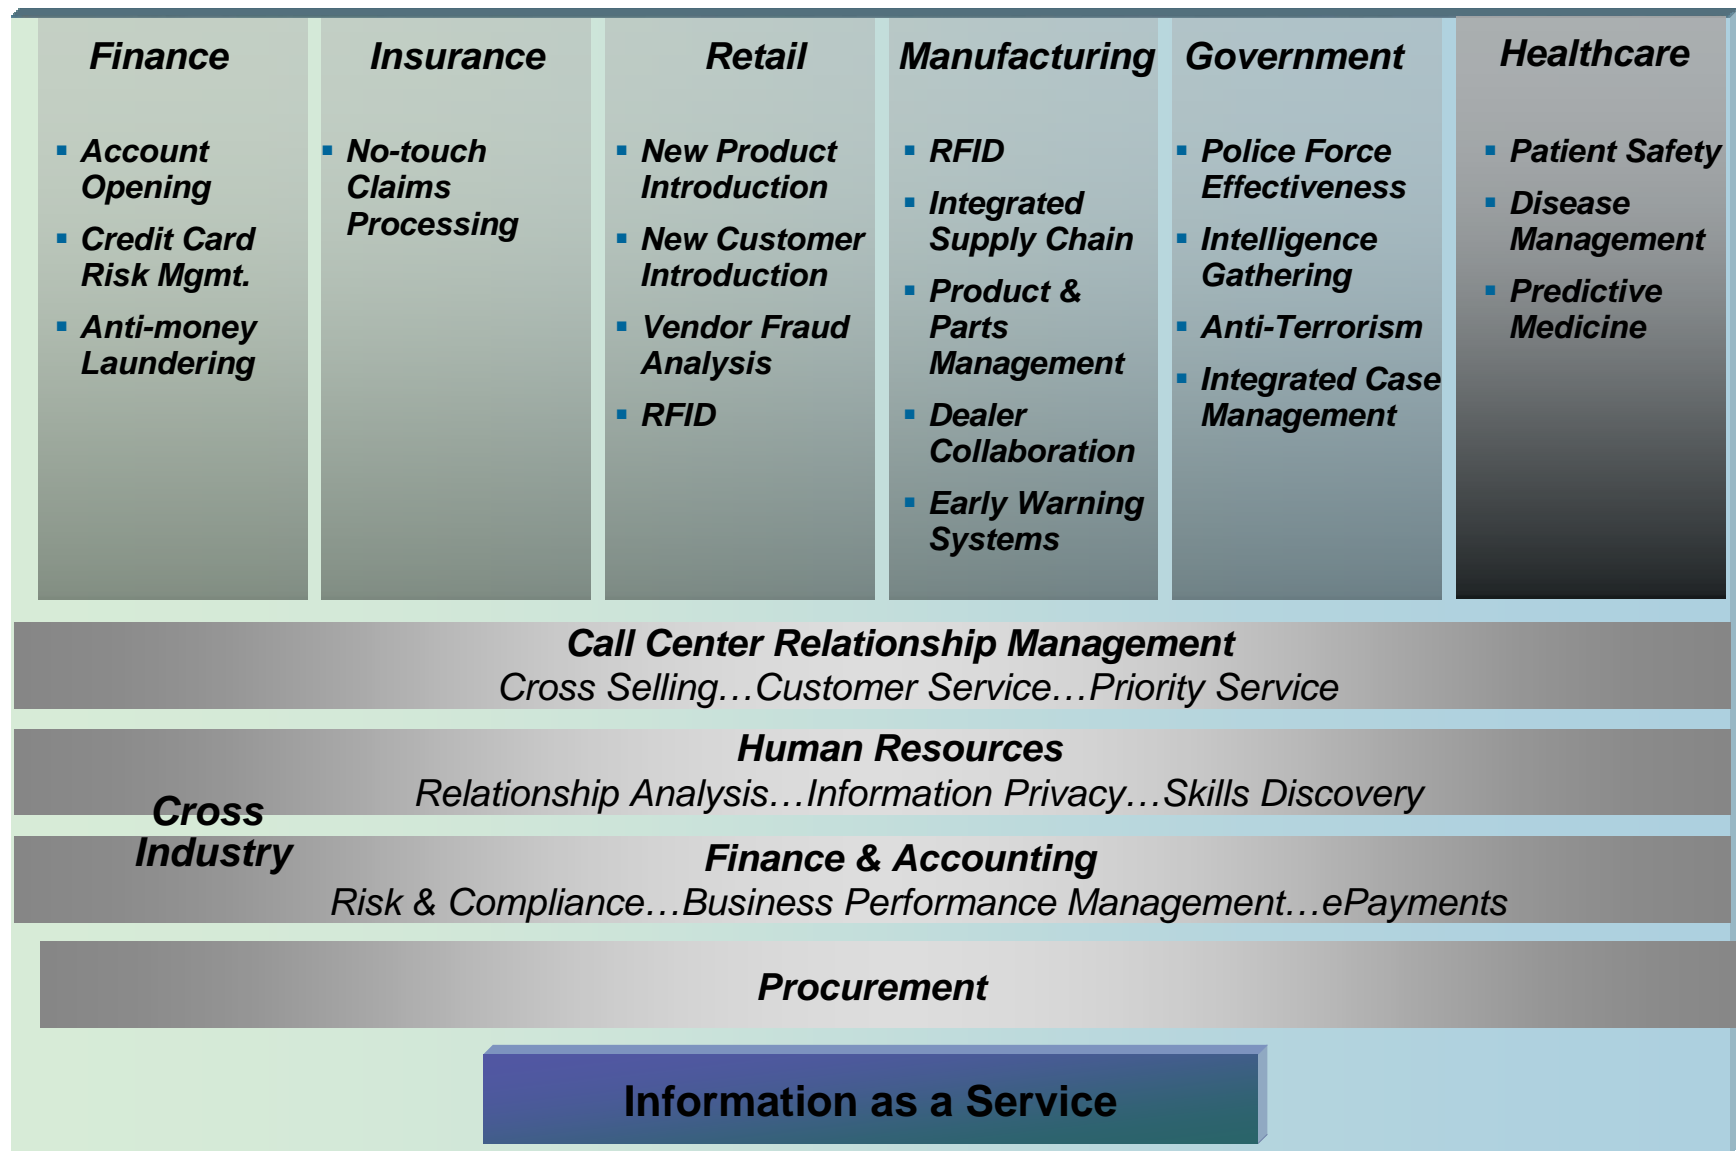 Finance
Account
Opening
Credit Card
Risk Mgmt.
Anti-money
Laundering
Insurance
No-touch
Claims
Processing
Retail
New Product
Introduction
New Customer
Introduction
Vendor Fraud
Analysis
RFID
Manufacturing
RFID
Integrated
Supply Chain
Product &
Parts
Management
Dealer
Collaboration
Early Warning
Systems
Government
Police Force
Effectiveness
Intelligence
Gathering
Anti-Terrorism
Integrated Case
Management
Healthcare
Patient Safety
Disease
Management
Predictive
Medicine
Call Center Relationship Management
Cross Selling…Customer Service…Priority Service
Human Resources
Relationship Analysis…Information Privacy…Skills Discovery
Cross
Industry
Finance & Accounting
Risk & Compliance…Business Performance Management…ePayments
Procurement
Information as a Service